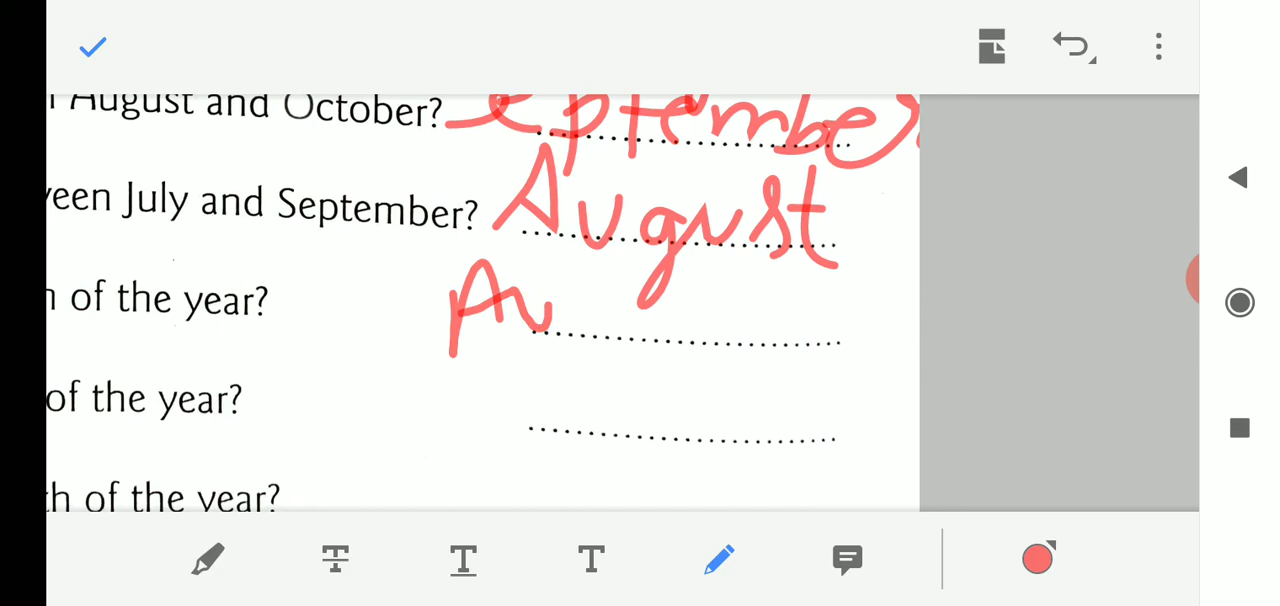 August and October? September
een July and September? August
of the year? Au
of the year?
th of the year?